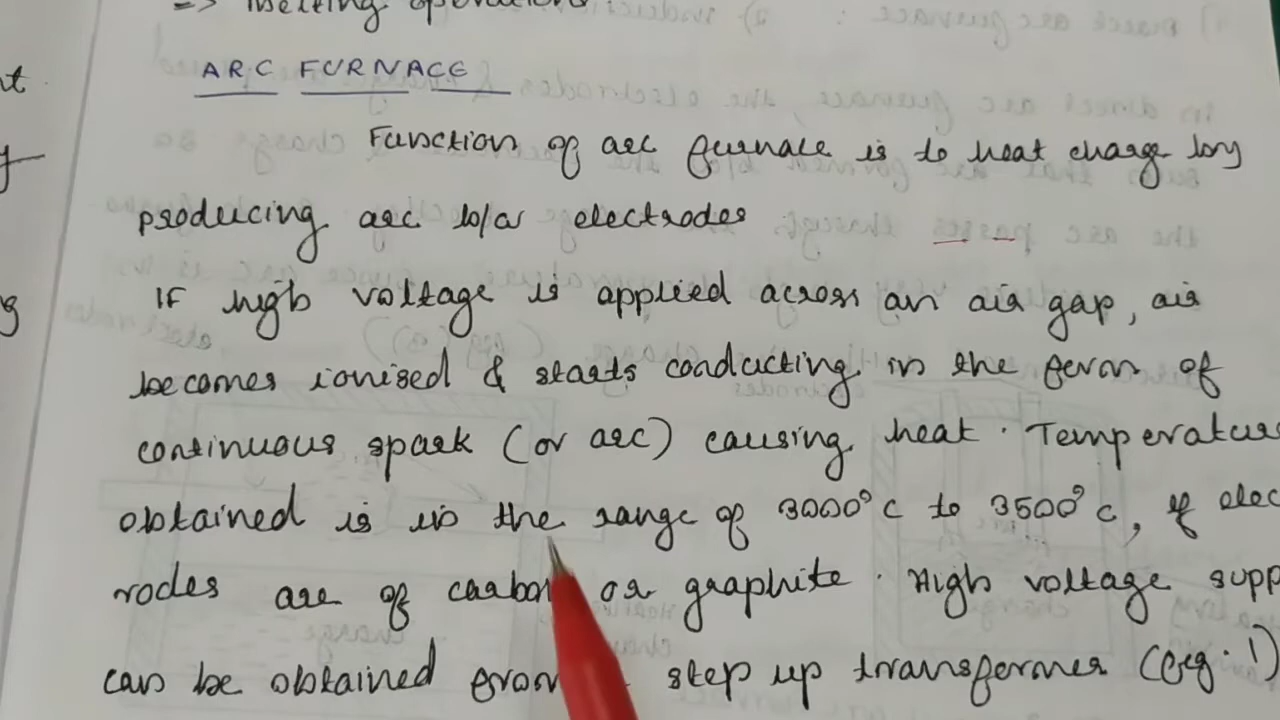 => Melting operations
ARC FURNACE
Function of arc furnace is to heat charge by
producing arc b/w electrodes
If high voltage is applied across an air gap, air
becomes ionised & starts conducting in the form of
continuous spark (or arc) causing heat. Temperatur
obtained is in the range of 3000°c to 3500°c, if elec
rodes are of carbon or graphite. High voltage supp
can be obtained from step up transformer (fig. 1)